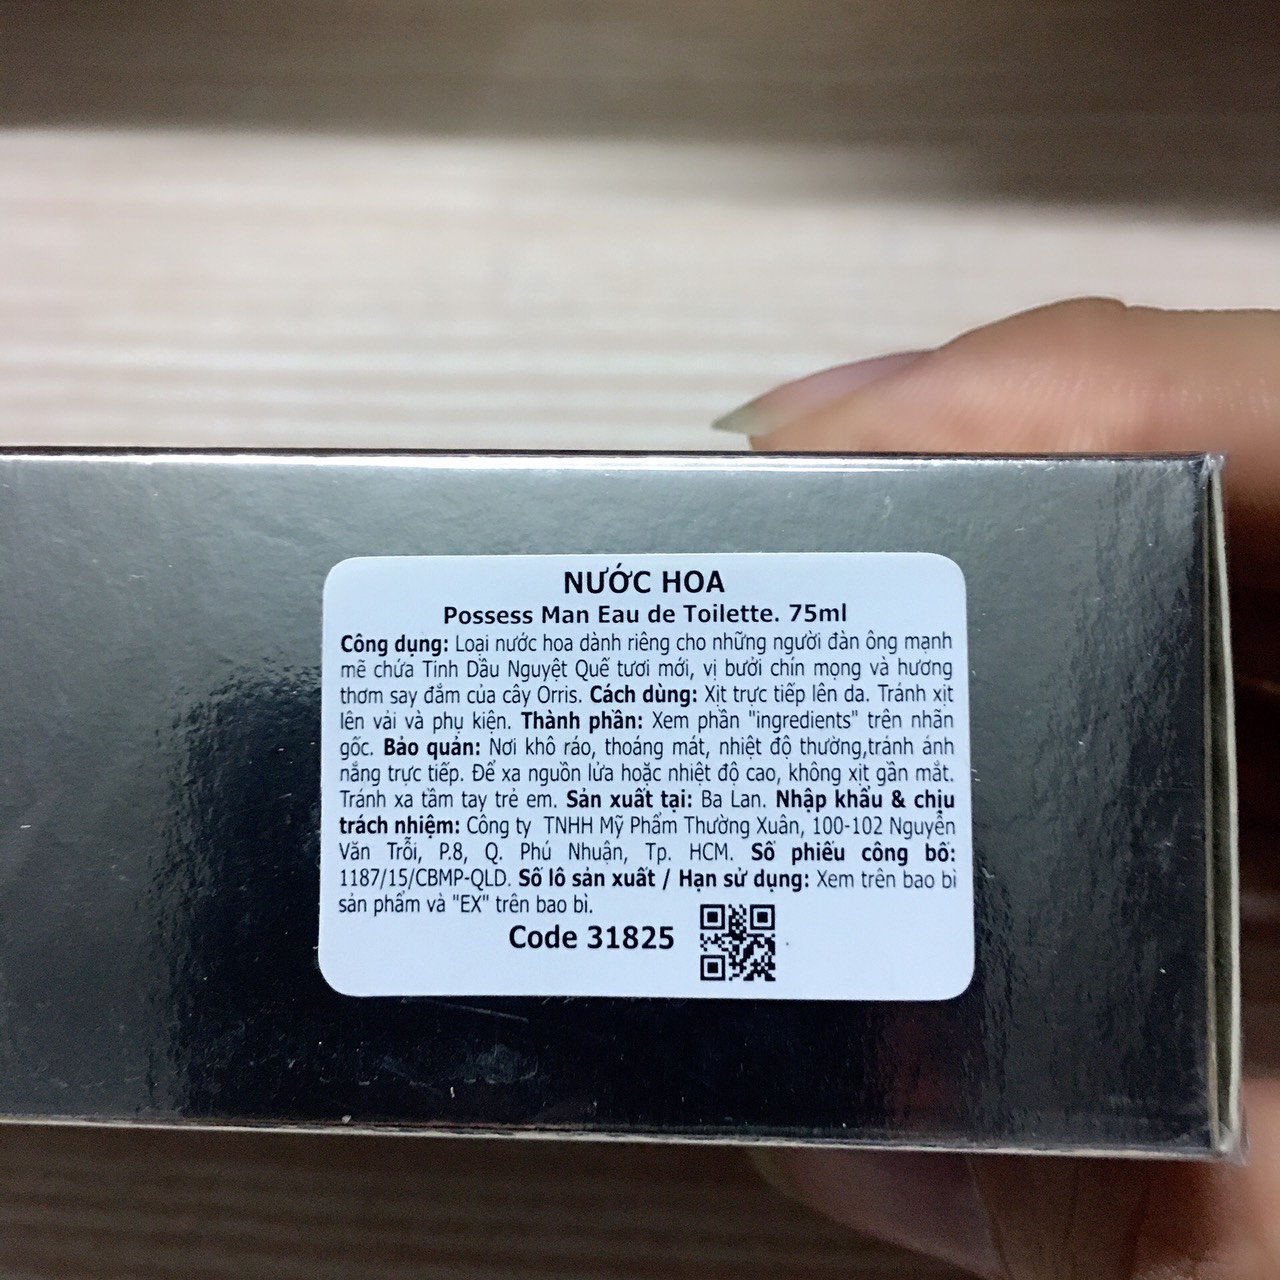 NƯỚC HOA
Possess Man Eau de Toilette. 75ml
Công dụng: Loại nước hoa dành riêng cho những người đàn ông mạnh
mẽ chứa Tinh Dầu Nguyệt Quế tươi mới, vị bưởi chín mọng và hương
thơm say đắm của cây Orris. Cách dùng: Xịt trực tiếp lên da. Tránh xịt
lên vải và phụ kiện. Thành phần: Xem phần "ingredients" trên nhãn
gốc. Bảo quản: Nơi khô ráo, thoáng mát, nhiệt độ thường,tránh ánh
nắng trực tiếp. Để xa nguồn lửa hoặc nhiệt độ cao, không xịt gần mắt.
Tránh xa tầm tay trẻ em. Sản xuất tại: Ba Lan. Nhập khẩu & chịu
trách nhiệm: Công ty TNHH Mỹ Phẩm Thường Xuân, 100-102 Nguyễn
Văn Trỗi, P.8, Q. Phú Nhuận, Tp. HCM. Số phiếu công bố:
1187/15/CBMP-QLD. Số lô sản xuất / Hạn sử dụng: Xem trên bao bì
sản phẩm và "EX" trên bao bì.
Code 31825